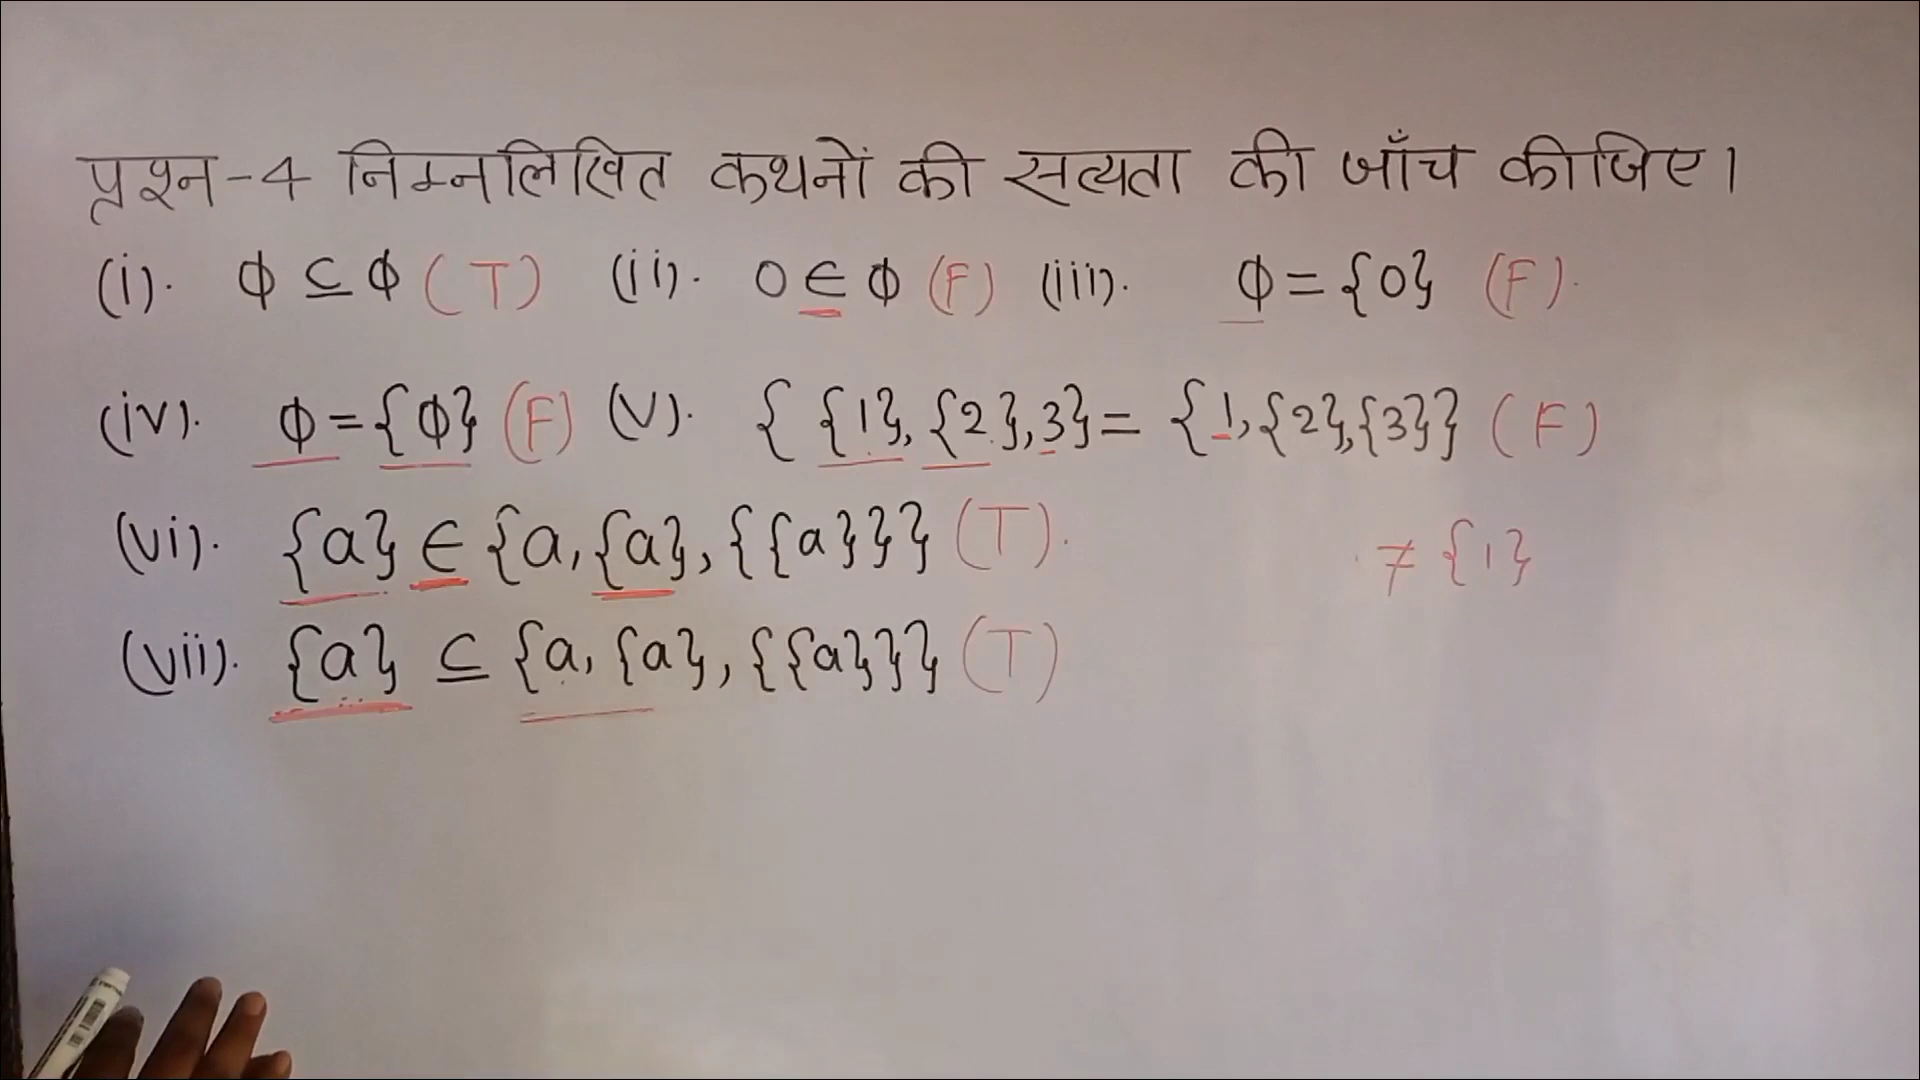 प्रश्न-4 निम्नलिखित कथनों की सत्यता की जाँच कीजिए।
(i). ϕ ⊆ ϕ (T) (ii). 0 ∈ ϕ (F) (iii). ϕ = {0} (F).
(iv). ϕ = {ϕ} (F) (v). { {1}, {2}, 3} = {1, {2}, {3}} (F)
(vi). {a} ∈ {a, {a}, {{a}}} (T). ≠ {1}
(vii). {a} ⊆ {a, {a}, {{a}}} (T)